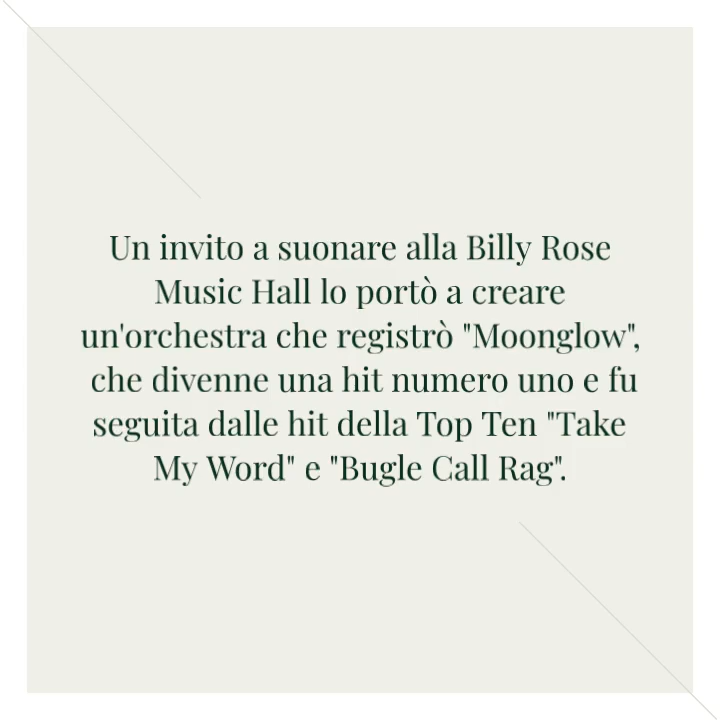 Un invito a suonare alla Billy Rose
Music Hall lo portò a creare
un'orchestra che registrò "Moonglow",
che divenne una hit numero uno e fu
seguita dalle hit della Top Ten "Take
My Word" e "Bugle Call Rag".